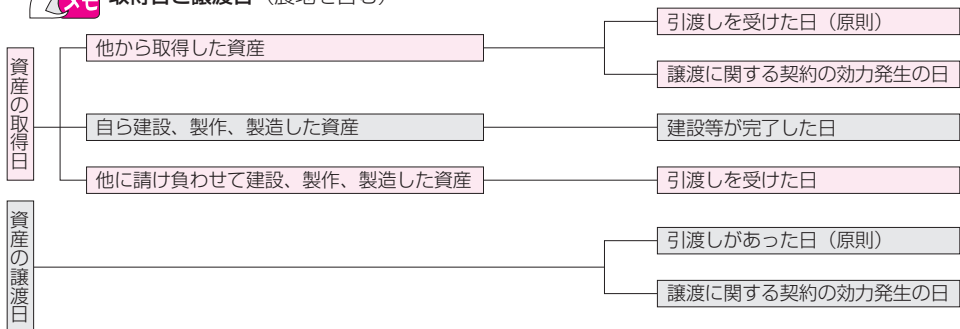 メモ 取得日と譲渡日（農地を含む）
資産の取得日
他から取得した資産
引渡しを受けた日（原則）
譲渡に関する契約の効力発生の日
自ら建設、製作、製造した資産
建設等が完了した日
他に請け負わせて建設、製作、製造した資産
引渡しを受けた日
資産の譲渡日
引渡しがあった日（原則）
譲渡に関する契約の効力発生の日